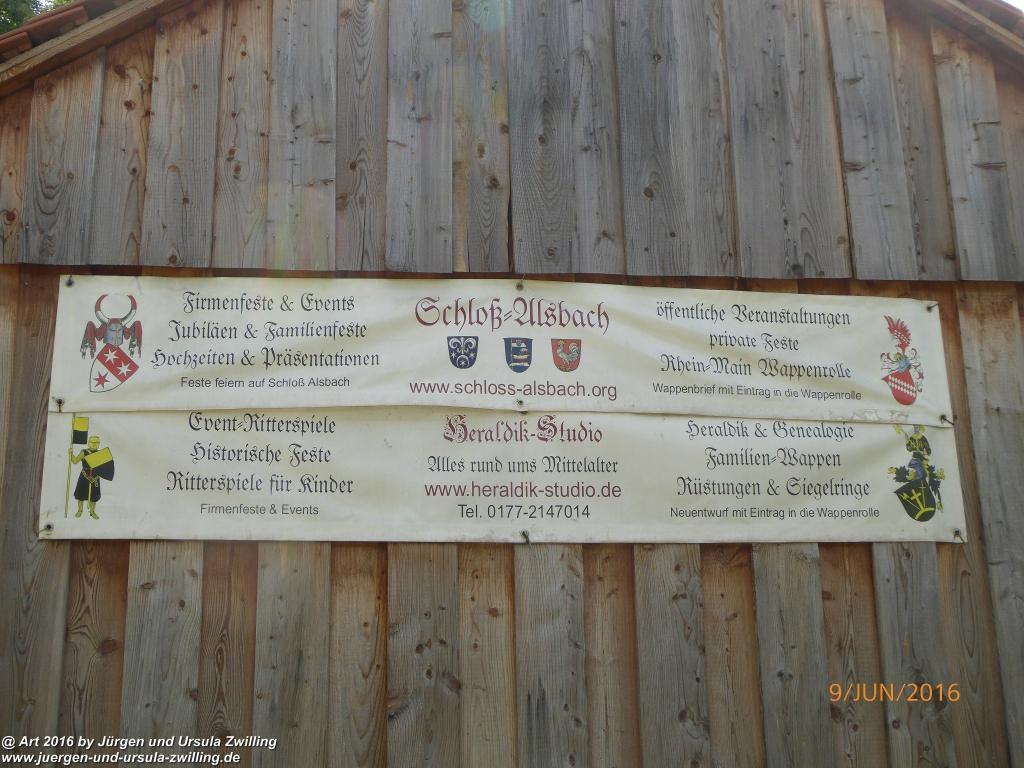 Firmenfeste & Events
Jubiläen & Familienfeste
Hochzeiten & Präsentationen
Feste feiern auf Schloß Alsbach
Schloß-Alsbach
www.schloss-alsbach.org
öffentliche Veranstaltungen
private Feste
Rhein-Main Wappenrolle
Wappenbrief mit Eintrag in die Wappenrolle
Event-Ritterspiele
Historische Feste
Ritterspiele für Kinder
Firmenfeste & Events
Heraldik-Studio
Alles rund ums Mittelalter
www.heraldik-studio.de
Tel. 0177-2147014
Heraldik & Genealogie
Familien-Wappen
Rüstungen & Siegelringe
Neuentwurf mit Eintrag in die Wappenrolle
9/JUN/2016
@ Art 2016 by Jürgen und Ursula Zwilling
www.juergen-und-ursula-zwilling.de